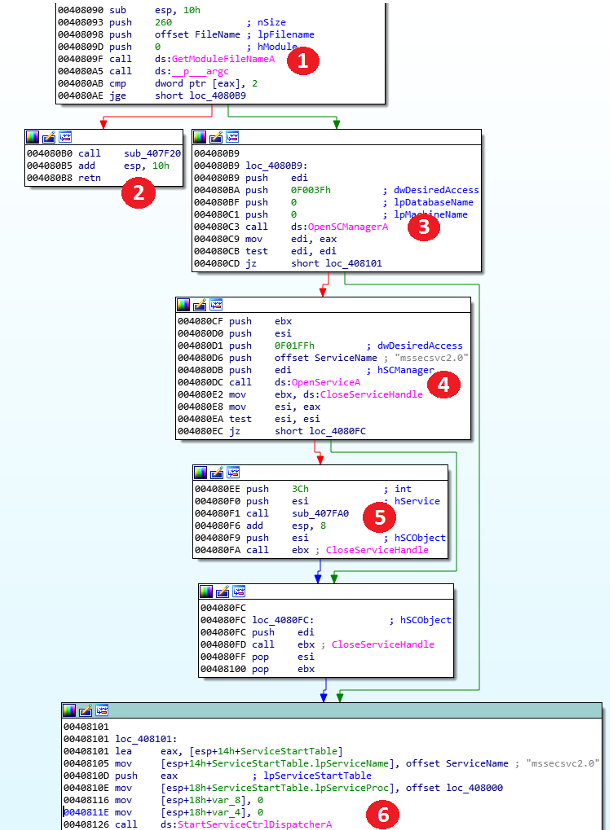 00408090 sub esp, 10h
00408093 push 260 ; nSize
00408098 push offset FileName ; lpFilename
0040809D push 0 ; hModule
0040809F call ds:GetModuleFileNameA
1
004080A5 call ds:__p___argc
004080AB cmp dword ptr [eax], 2
004080AE jge short loc_4080B9
004080B0 call sub_407F20
004080B5 add esp, 10h
004080B8 retn
2
004080B9
004080B9 loc_4080B9:
004080B9 push edi
004080BA push 0F003Fh ; dwDesiredAccess
004080BF push 0 ; lpDatabaseName
004080C1 push 0 ; lpMachineName
004080C3 call ds:OpenSCManagerA
3
004080C9 mov edi, eax
004080CB test edi, edi
004080CD jz short loc_408101
004080CF push ebx
004080D0 push esi
004080D1 push 0F01FFh ; dwDesiredAccess
004080D6 push offset ServiceName ; "mssecsvc2.0"
004080DB push edi ; hSCManager
004080DC call ds:OpenServiceA
4
004080E2 mov ebx, ds:CloseServiceHandle
004080E8 mov esi, eax
004080EA test esi, esi
004080EC jz short loc_4080FC
004080EE push 3Ch ; int
004080F0 push esi ; hService
004080F1 call sub_407FA0
5
004080F6 add esp, 8
004080F9 push esi ; hSCObject
004080FA call ebx ; CloseServiceHandle
004080FC
004080FC loc_4080FC: ; hSCObject
004080FC push edi
004080FD call ebx ; CloseServiceHandle
004080FF pop esi
00408100 pop ebx
00408101
00408101 loc_408101:
00408101 lea eax, [esp+14h+ServiceStartTable]
00408105 mov [esp+14h+ServiceStartTable.lpServiceName], offset ServiceName ; "mssecsvc2.0"
0040810D push eax ; lpServiceStartTable
0040810E mov [esp+18h+ServiceStartTable.lpServiceProc], offset loc_408000
00408116 mov [esp+18h+var_8], 0
0040811E mov [esp+18h+var_4], 0
6
00408126 call ds:StartServiceCtrlDispatcherA